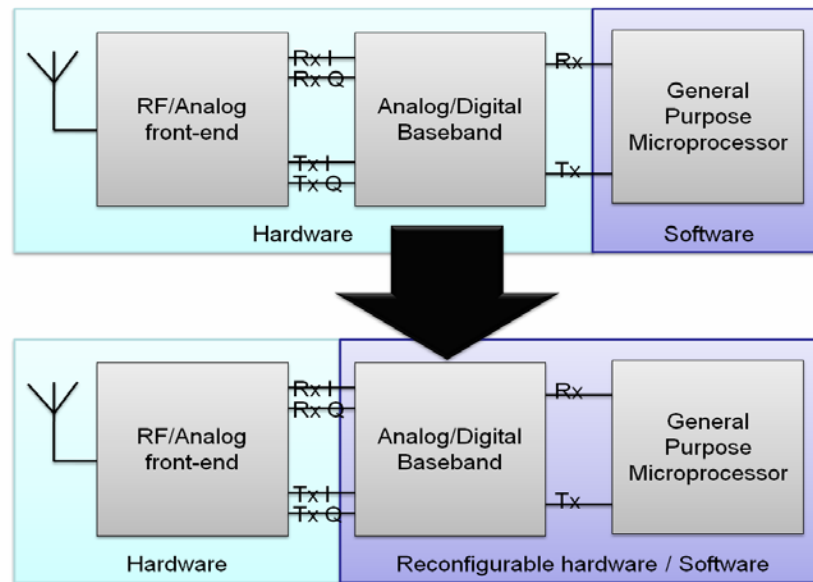 RF/Analog
front-end
Rx I
Rx Q
Tx I
Tx Q
Analog/Digital
Baseband
Rx
Tx
General
Purpose
Microprocessor
Hardware
Software
RF/Analog
front-end
Rx I
Rx Q
Tx I
Tx Q
Analog/Digital
Baseband
Rx
Tx
General
Purpose
Microprocessor
Hardware
Reconfigurable hardware / Software